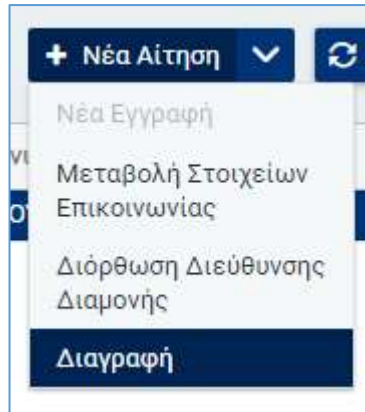 + Νέα Αίτηση
Νέα Εγγραφή
Μεταβολή Στοιχείων
Επικοινωνίας
Διόρθωση Διεύθυνσης
Διαμονής
Διαγραφή